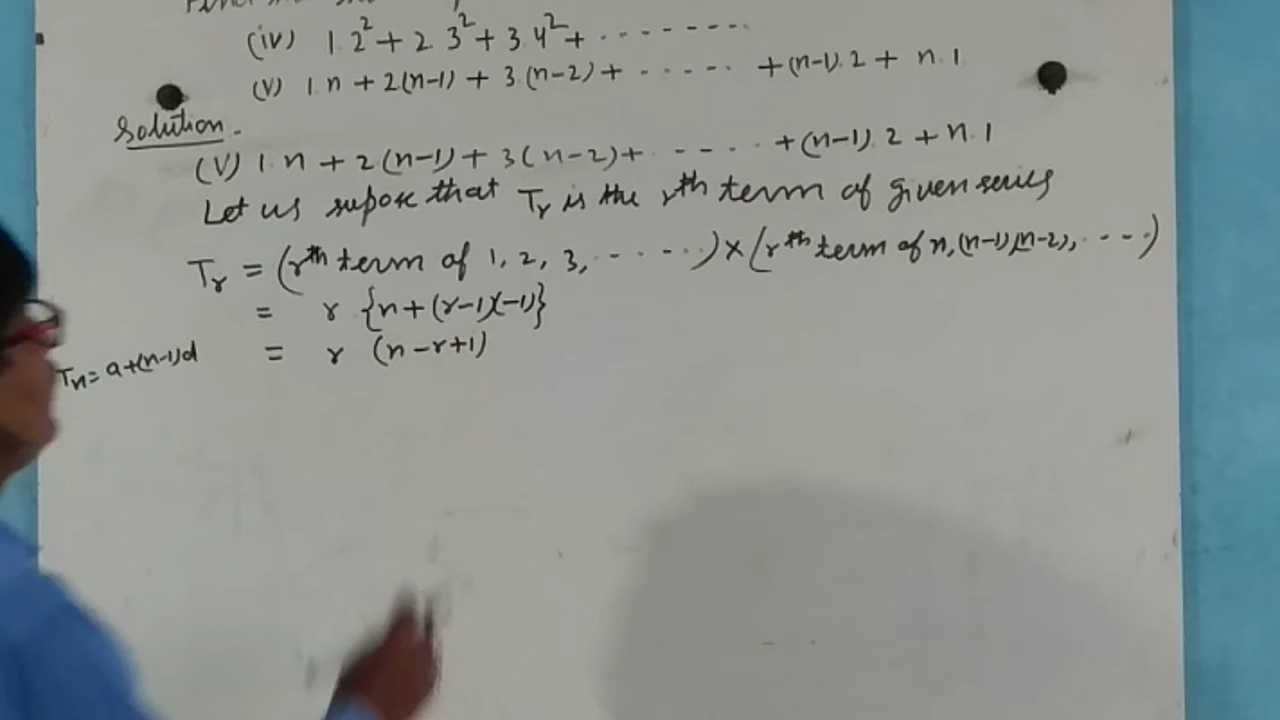 (iv) 1.2²+ 2. 3²+ 3.4²+ --------
(V) 1.n + 2(n-1) + 3.(n-2)+ ------ +(n-1).2 + n.1
Solution.
(V) 1.n + 2(n-1)+ 3(n-2)+ ----- +(n-1).2 + n.1
Let us supose that Tr is the rth term of given series
Tr = (rth term of 1, 2, 3, ------)×(rth term of n,(n-1),(n-2), ----)
= r {n+(r-1)(-1)}
Tn= a+(n-1)d = r (n-r+1)